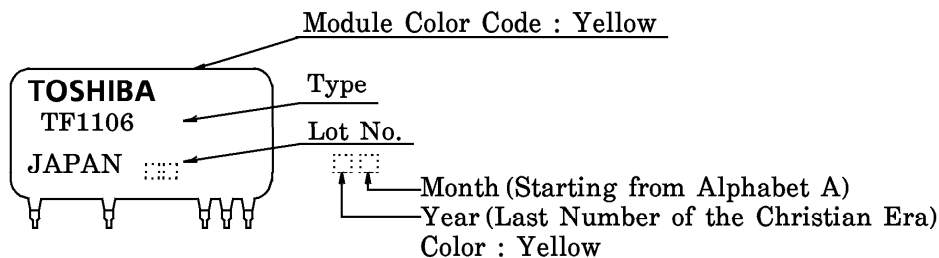 Module Color Code : Yellow
TOSHIBA
Type
TF1106
Lot No.
JAPAN
Month (Starting from Alphabet A)
Year (Last Number of the Christian Era)
Color : Yellow